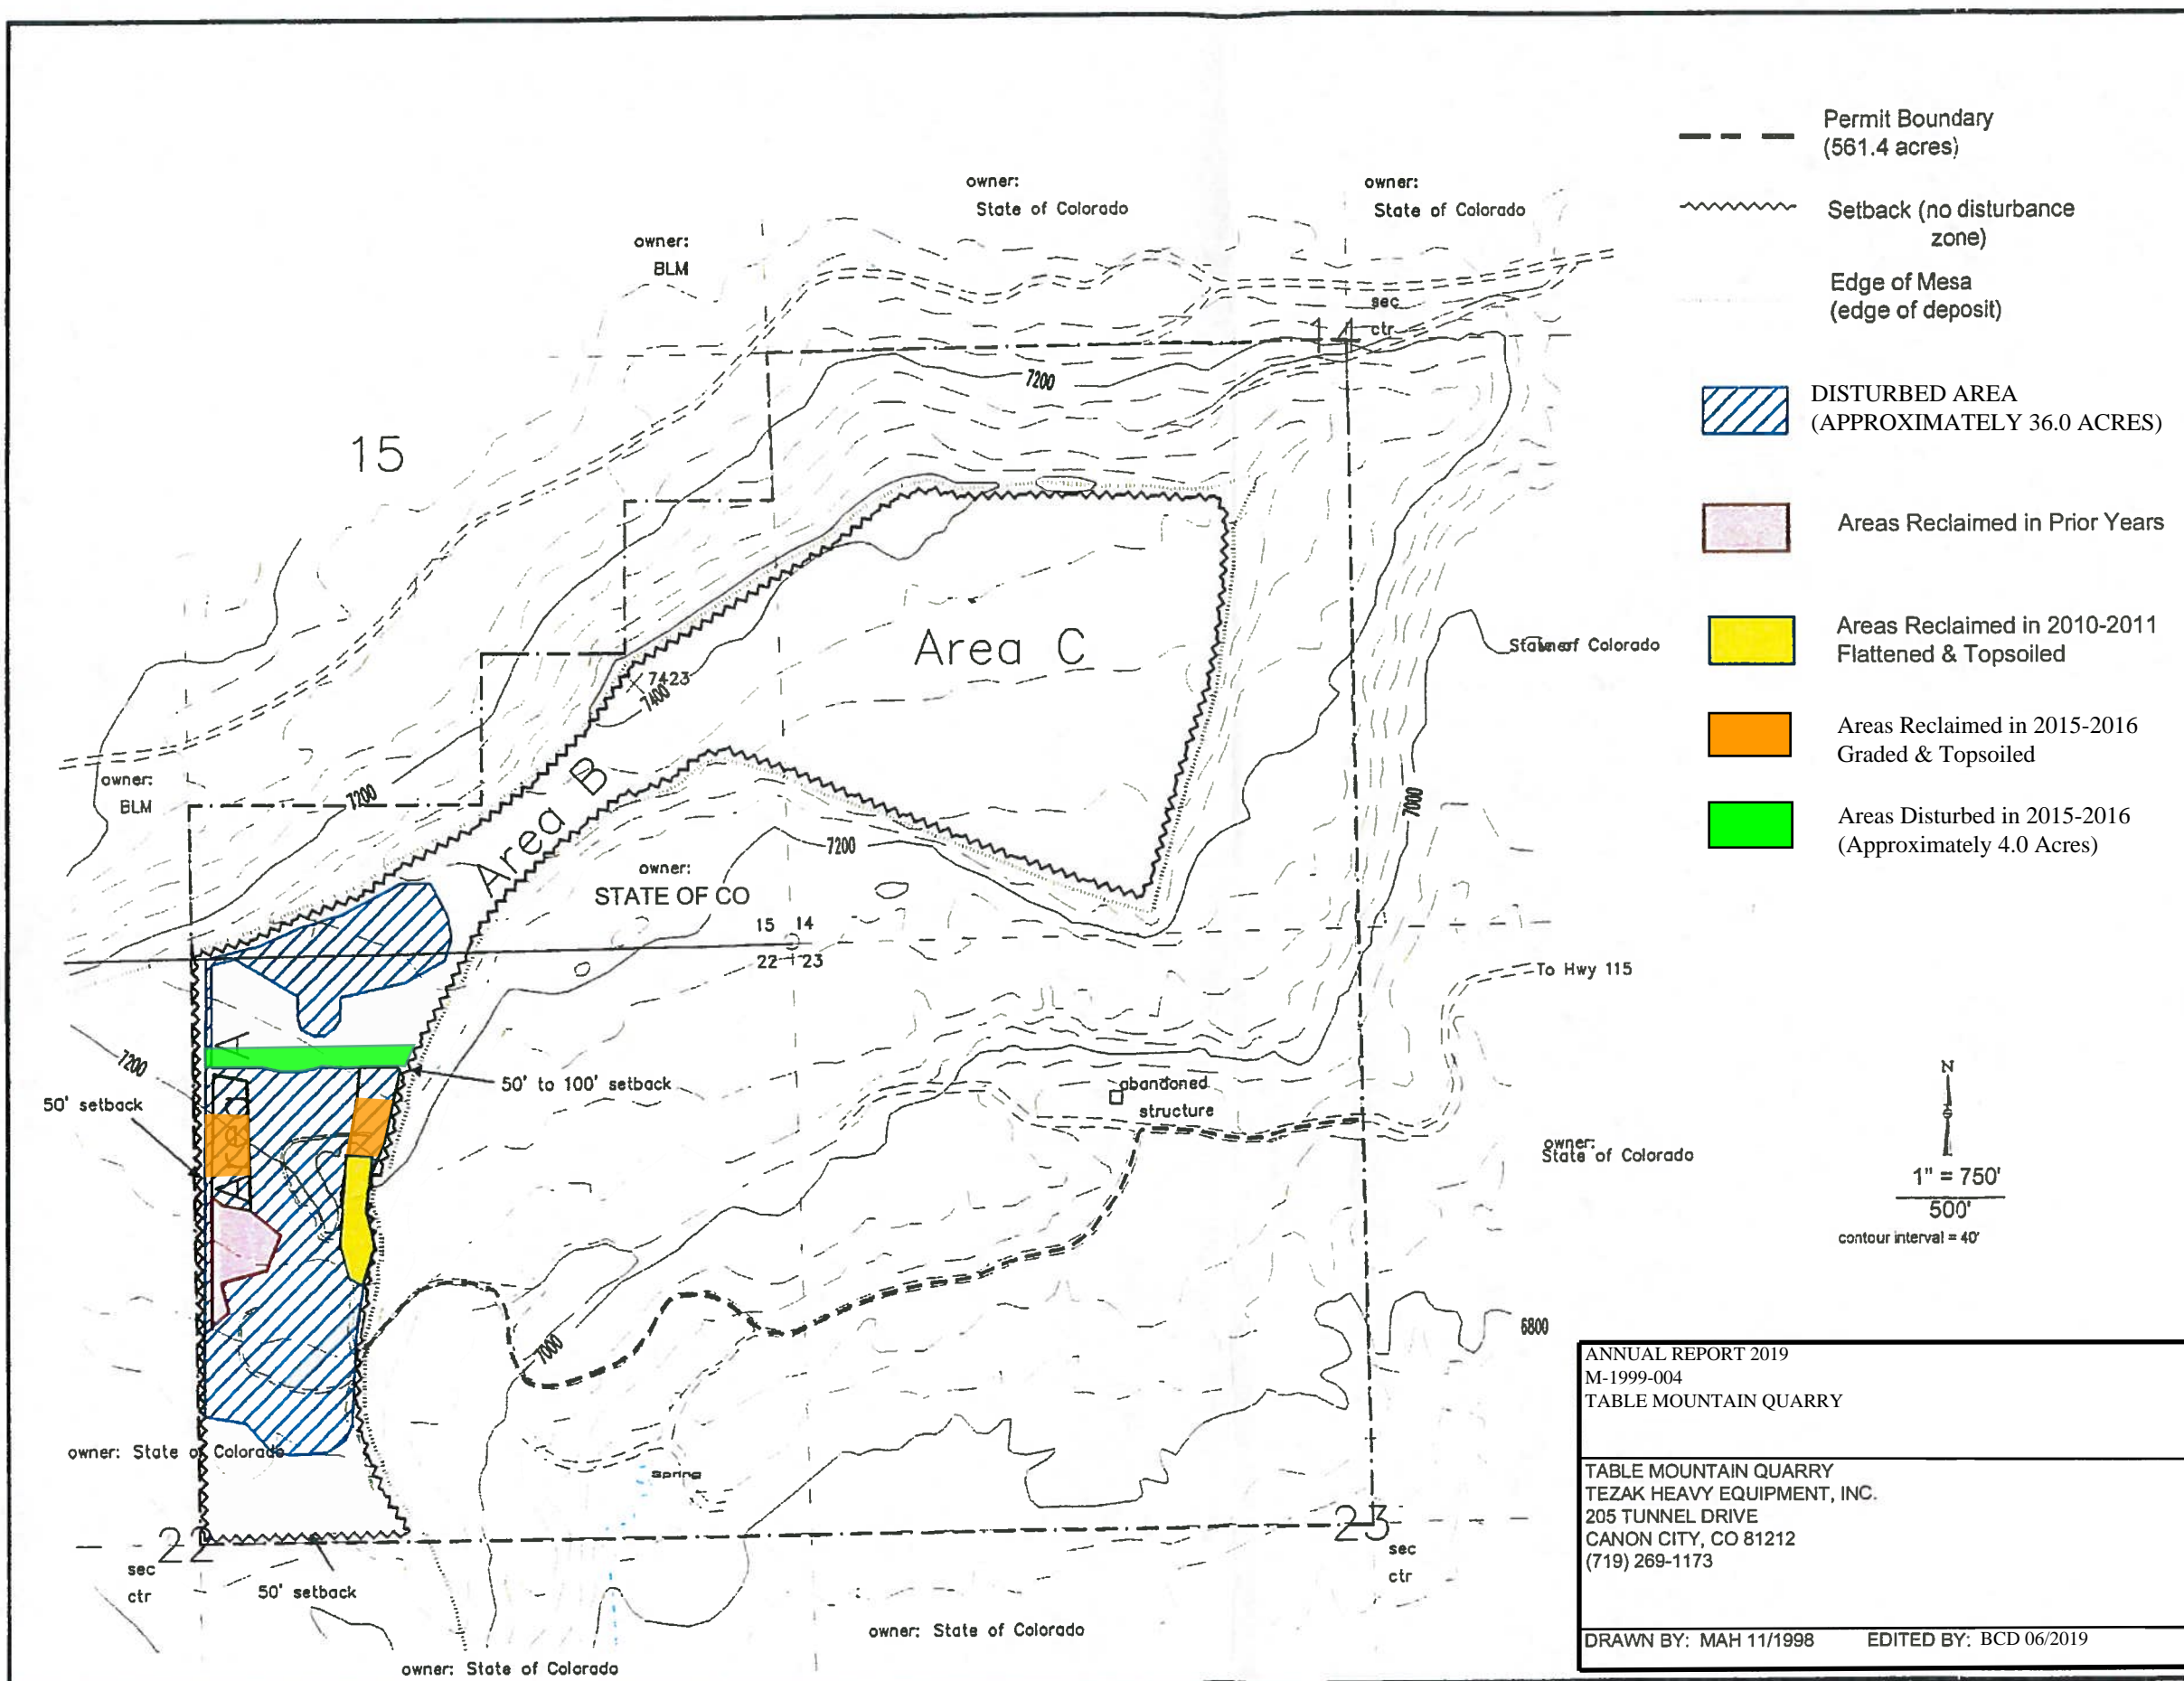 Permit Boundary
(561.4 acres)
owner:
State of Colorado
owner:
State of Colorado
Setback (no disturbance
zone)
owner:
BLM
Edge of Mesa
(edge of deposit)
sec
14
ctr
7200
DISTURBED AREA
(APPROXIMATELY 36.0 ACRES)
15
Areas Reclaimed in Prior Years
Area C
State of Colorado
Areas Reclaimed in 2010-2011
Flattened & Topsoiled
7423
7400
Areas Reclaimed in 2015-2016
Graded & Topsoiled
owner:
BLM
7200
Area B
7000
Areas Disturbed in 2015-2016
(Approximately 4.0 Acres)
7200
owner:
STATE OF CO
15 14
22 23
To Hwy 115
7200
50' to 100' setback
50' setback
Area A
abandoned
structure
owner:
State of Colorado
N
1" = 750'
500'
contour interval = 40'
7000
6800
ANNUAL REPORT 2019
M-1999-004
TABLE MOUNTAIN QUARRY
owner: State of Colorado
spring
TABLE MOUNTAIN QUARRY
TEZAK HEAVY EQUIPMENT, INC.
205 TUNNEL DRIVE
CANON CITY, CO 81212
(719) 269-1173
22
sec
ctr
23
sec
ctr
50' setback
owner: State of Colorado
owner: State of Colorado
DRAWN BY: MAH 11/1998 EDITED BY: BCD 06/2019